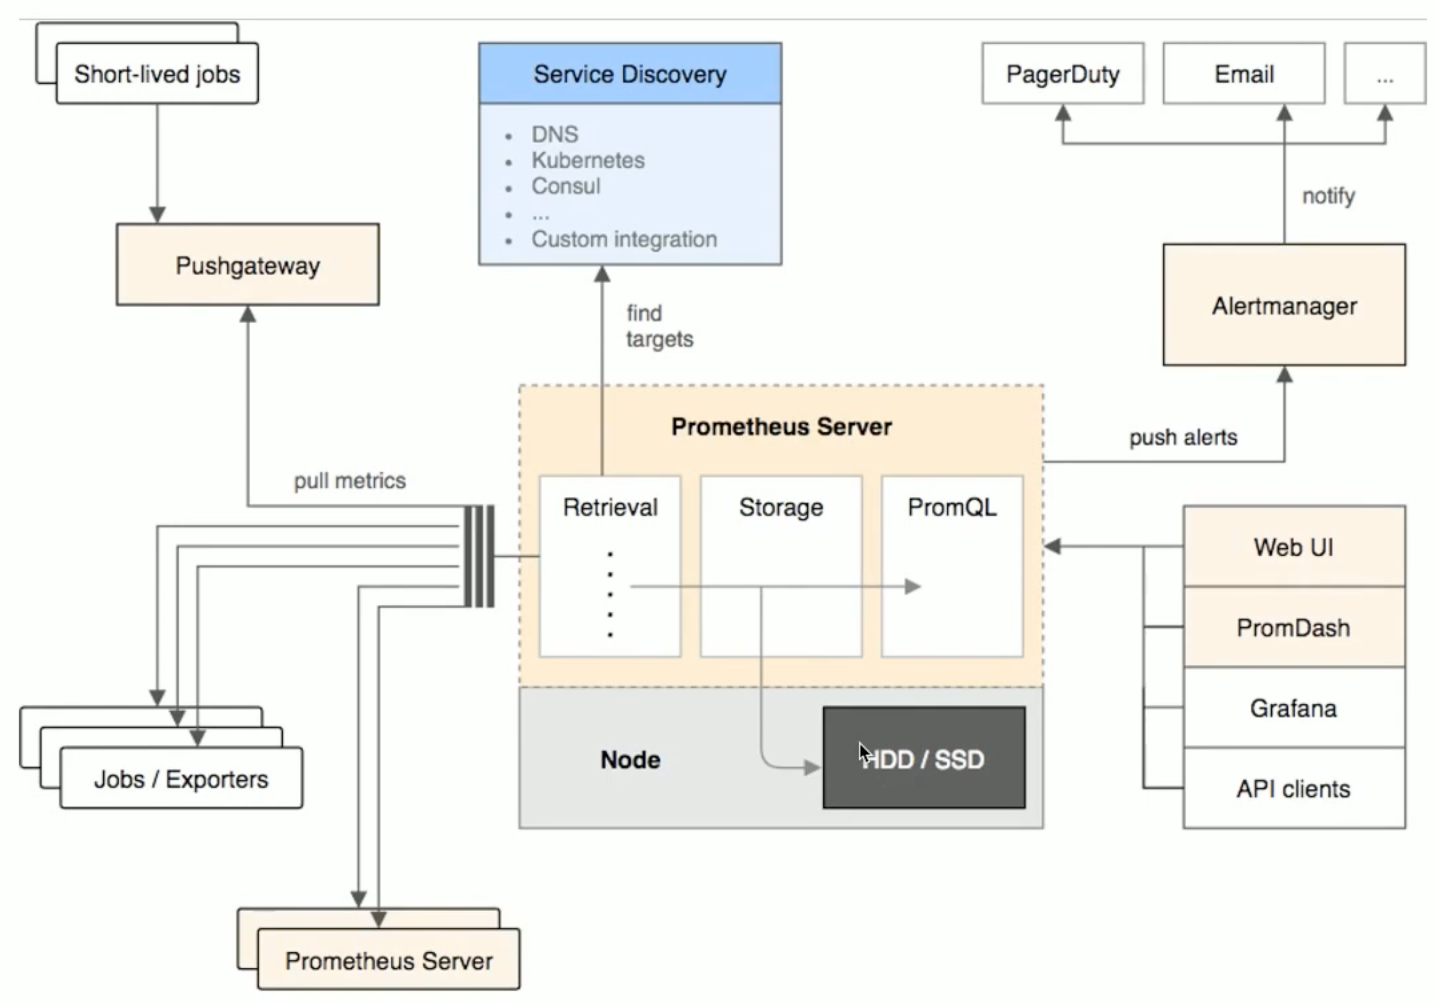 Short-lived jobs
Service Discovery
• DNS
• Kubernetes
• Consul
• ...
• Custom integration
PagerDuty
Email
...
notify
Pushgateway
find
targets
Alertmanager
Prometheus Server
push alerts
pull metrics
Retrieval
Storage
PromQL
Web UI
PromDash
Grafana
API clients
Node
HDD / SSD
Jobs / Exporters
Prometheus Server